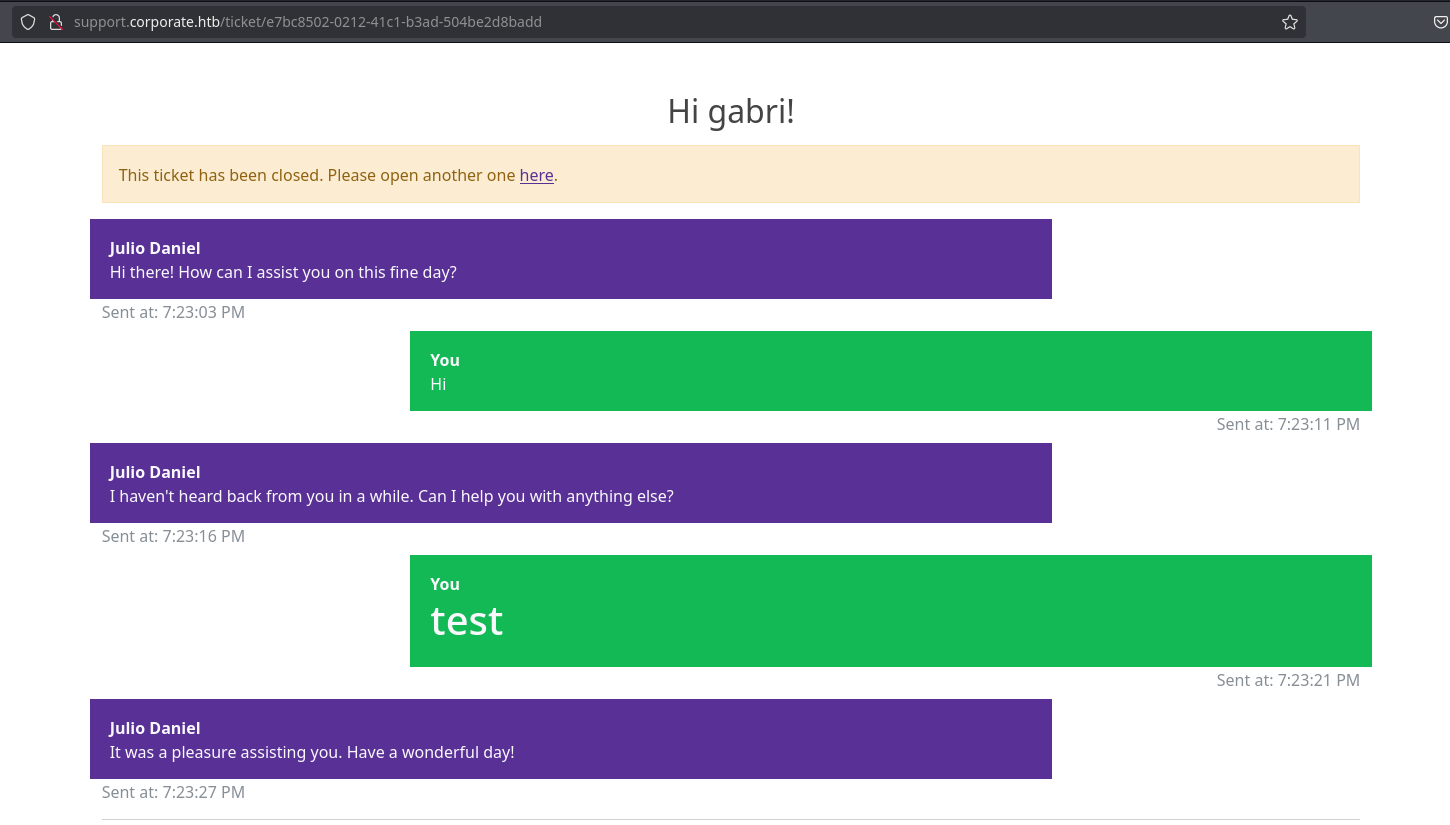 support.corporate.htb/ticket/e7bc8502-0212-41c1-b3ad-504be2d8badd
Hi gabri!
This ticket has been closed. Please open another one here.
Julio Daniel
Hi there! How can I assist you on this fine day?
Sent at: 7:23:03 PM
You
Hi
Sent at: 7:23:11 PM
Julio Daniel
I haven't heard back from you in a while. Can I help you with anything else?
Sent at: 7:23:16 PM
You
test
Sent at: 7:23:21 PM
Julio Daniel
It was a pleasure assisting you. Have a wonderful day!
Sent at: 7:23:27 PM